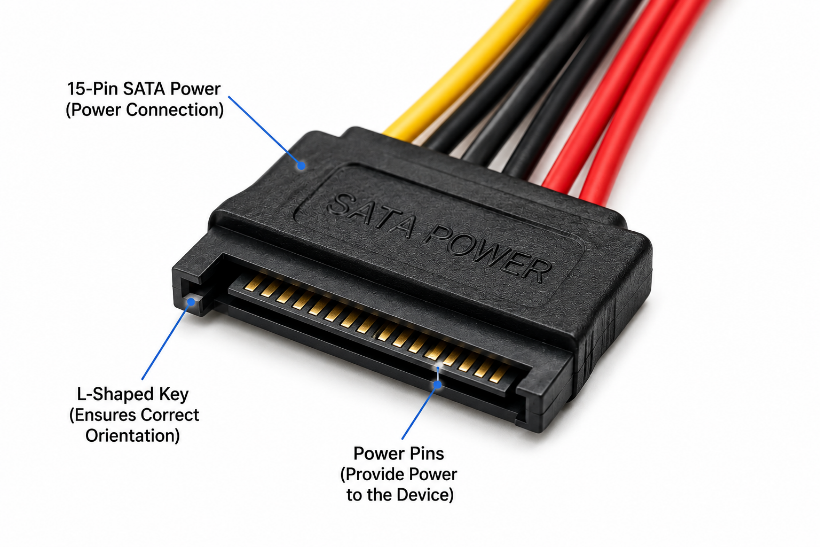 15-Pin SATA Power
(Power Connection)
SATA POWER
L-Shaped Key
(Ensures Correct
Orientation)
Power Pins
(Provide Power
to the Device)